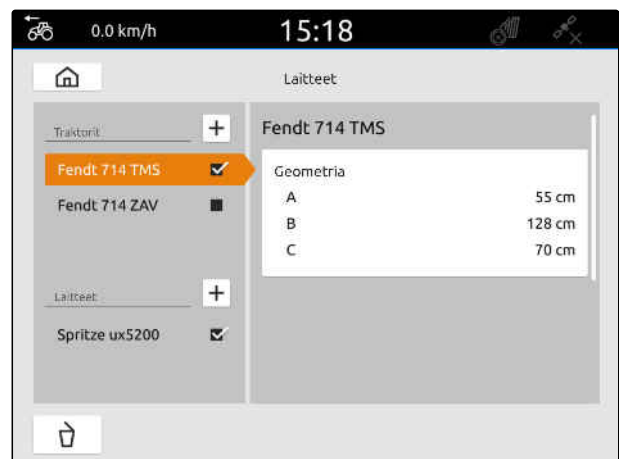 0.0 km/h
15:18
Laitteet
Traktorit
Fendt 714 TMS
Fendt 714 ZAV
Laitteet
Spritze ux5200
Fendt 714 TMS
Geometria
A 55 cm
B 128 cm
C 70 cm